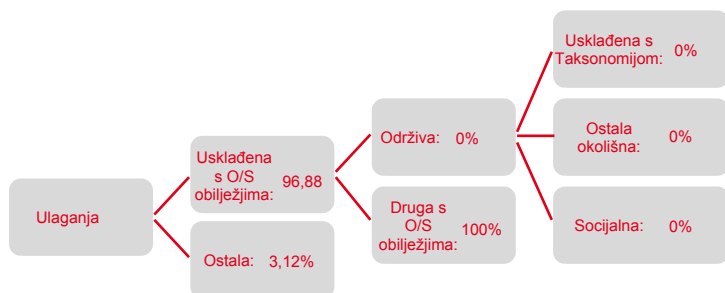 Ulaganja
Usklađena
s O/S
obilježjima: 96,88
Ostala: 3,12%
Održiva: 0%
Druga s
O/S
obilježjima: 100%
Usklađena s
Taksonomijom: 0%
Ostala
okolišna: 0%
Socijalna: 0%